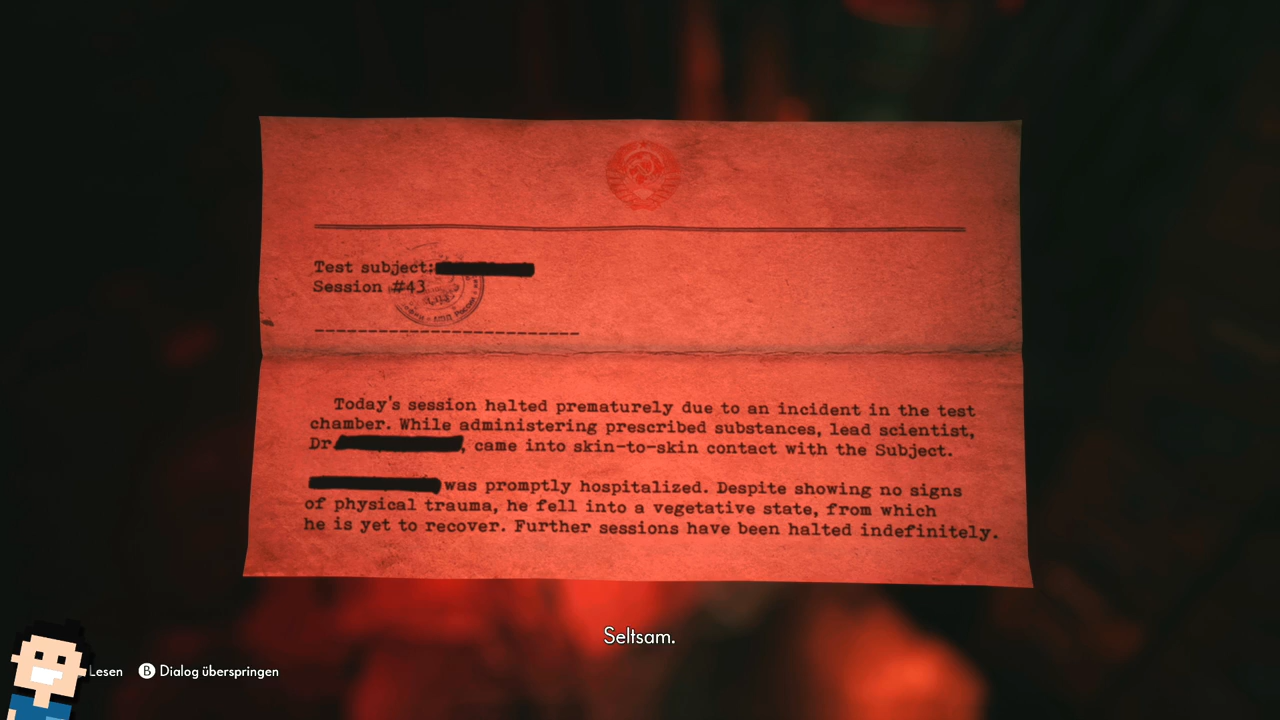 Test subject:
Session #43
Today's session halted prematurely due to an incident in the test
chamber. While administering prescribed substances, lead scientist,
Dr , came into skin-to-skin contact with the Subject.
was promptly hospitalized. Despite showing no signs
of physical trauma, he fell into a vegetative state, from which
he is yet to recover. Further sessions have been halted indefinitely.
Seltsam.
Lesen B Dialog überspringen